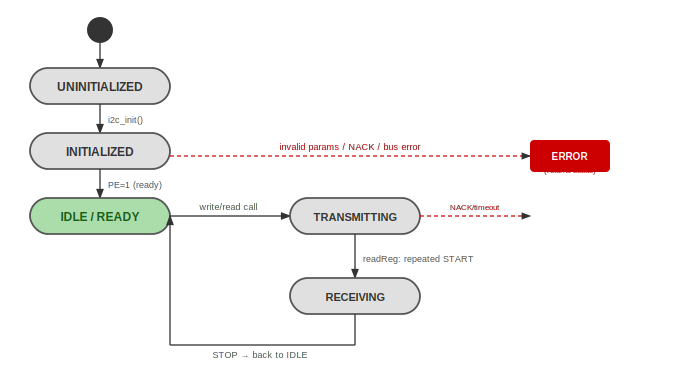 UNINITIALIZED
i2c_init()
INITIALIZED
invalid params / NACK / bus error
ERROR
PE=1 (ready)
IDLE / READY
write/read call
TRANSMITTING
NACK/timeout
readReg: repeated START
RECEIVING
STOP → back to IDLE